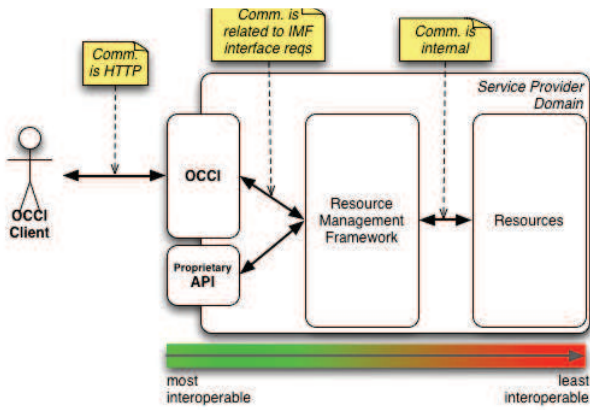 Comm.
is HTTP
Comm. is
related to IMF
interface reqs
Comm. is
internal
Service Provider
Domain
OCCI
Client
OCCI
Proprietary
API
Resource
Management
Framework
Resources
most
interoperable
least
interoperable